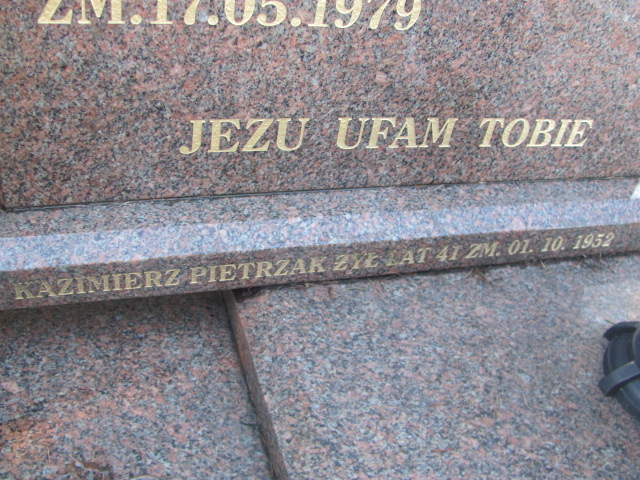 ZM.17.05.1979
JEZU UFAM TOBIE
KAZIMIERZ PIETRZAK ŻYŁ LAT 41 ZM. 01. 10. 1952